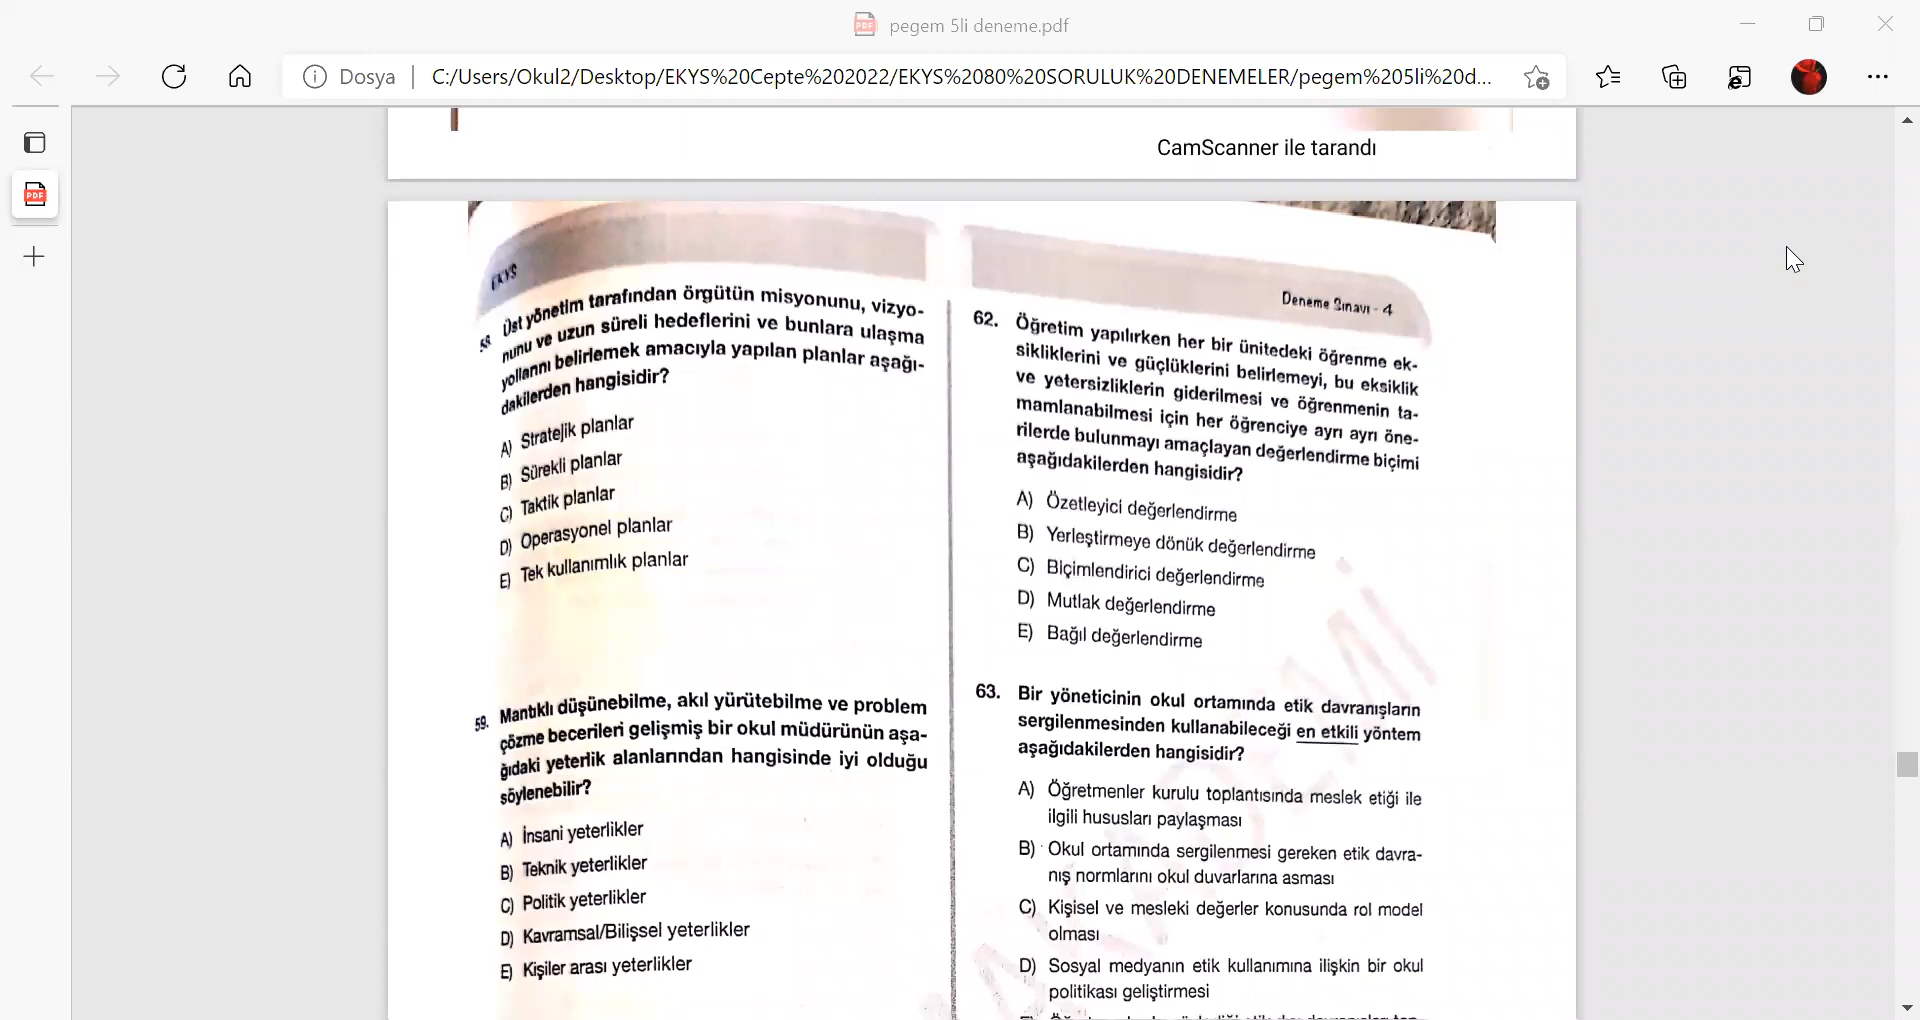 pegem 5li deneme.pdf
Dosya
C:/Users/Okul2/Desktop/EKYS%20Cepte%202022/EKYS%2080%20SORULUK%20DENEMELER/pegem%205li%20d...
CamScanner ile tarandı
EKYS
58. Üst yönetim tarafından örgütün misyonunu, vizyo-
nunu ve uzun süreli hedeflerini ve bunlara ulaşma
yollarını belirlemek amacıyla yapılan planlar aşağı-
dakilerden hangisidir?
A) Stratejik planlar
B) Sürekli planlar
C) Taktik planlar
D) Operasyonel planlar
E) Tek kullanımlık planlar
59. Mantıklı düşünebilme, akıl yürütebilme ve problem
çözme becerileri gelişmiş bir okul müdürünün aşa-
ğıdaki yeterlik alanlarından hangisinde iyi olduğu
söylenebilir?
A) İnsani yeterlikler
B) Teknik yeterlikler
C) Politik yeterlikler
D) Kavramsal/Bilişsel yeterlikler
E) Kişiler arası yeterlikler
Deneme Sınavı - 4
62. Öğretim yapılırken her bir ünitedeki öğrenme ek-
sikliklerini ve güçlüklerini belirlemeyi, bu eksiklik
ve yetersizliklerin giderilmesi ve öğrenmenin ta-
mamlanabilmesi için her öğrenciye ayrı ayrı öne-
rilerde bulunmayı amaçlayan değerlendirme biçimi
aşağıdakilerden hangisidir?
A) Özetleyici değerlendirme
B) Yerleştirmeye dönük değerlendirme
C) Biçimlendirici değerlendirme
D) Mutlak değerlendirme
E) Bağıl değerlendirme
63. Bir yöneticinin okul ortamında etik davranışların
sergilenmesinden kullanabileceği en etkili yöntem
aşağıdakilerden hangisidir?
A) Öğretmenler kurulu toplantısında meslek etiği ile
ilgili hususları paylaşması
B) Okul ortamında sergilenmesi gereken etik davra-
nış normlarını okul duvarlarına asması
C) Kişisel ve mesleki değerler konusunda rol model
olması
D) Sosyal medyanın etik kullanımına ilişkin bir okul
politikası geliştirmesi